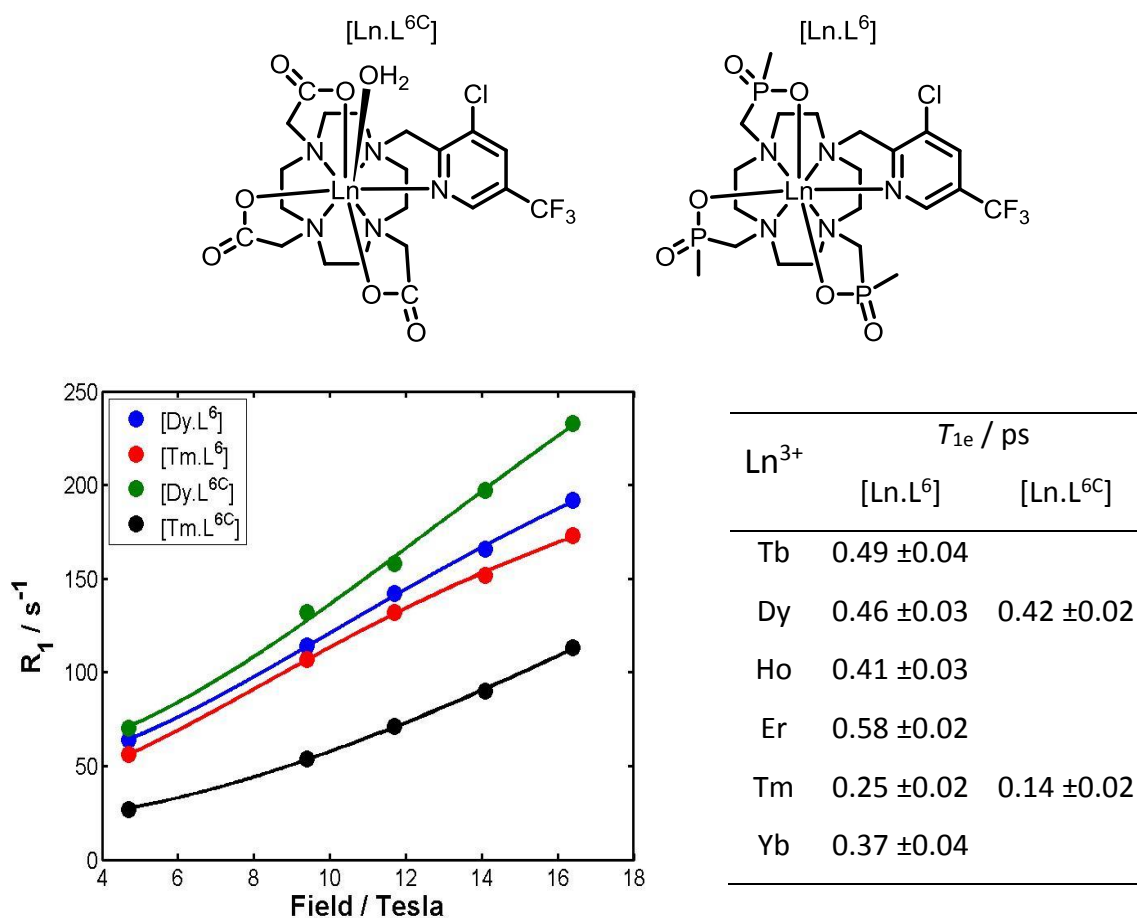 [Ln.L⁶ᶜ]
[Ln.L⁶]
O
C
O
OH₂
Cl
N
N
Ln
N
O
C
O
N
N
CF₃
O
C
O
O
P
O
Cl
N
N
Ln
N
O
P
O
N
N
CF₃
O
P
O
250
200
150
100
50
0
R₁ / s⁻¹
[Dy.L⁶]
[Tm.L⁶]
[Dy.L⁶ᶜ]
[Tm.L⁶ᶜ]
4 6 8 10 12 14 16 18
Field / Tesla
Ln³⁺ T₁ₑ / ps
[Ln.L⁶] [Ln.L⁶ᶜ]
Tb 0.49 ±0.04
Dy 0.46 ±0.03 0.42 ±0.02
Ho 0.41 ±0.03
Er 0.58 ±0.02
Tm 0.25 ±0.02 0.14 ±0.02
Yb 0.37 ±0.04